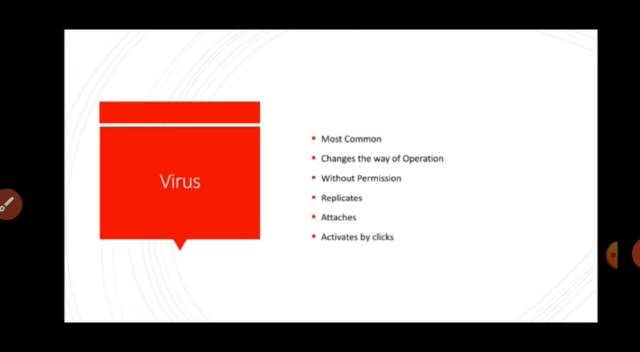 Virus
Most Common
Changes the way of Operation
Without Permission
Replicates
Attaches
Activates by clicks